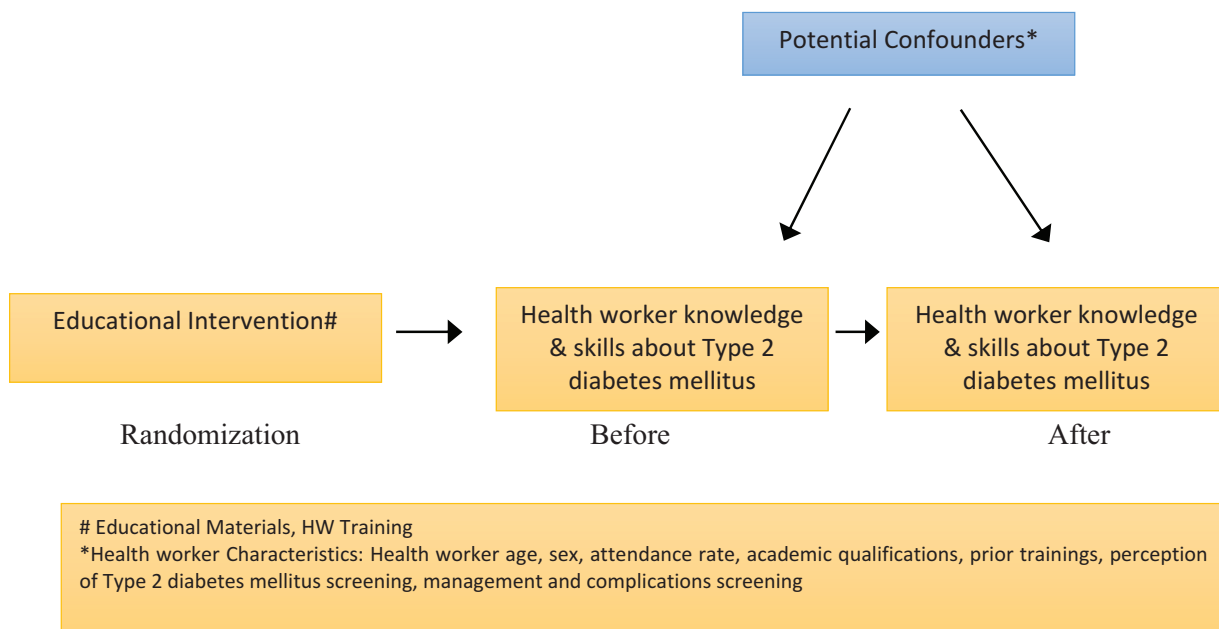 Potential Confounders*
Educational Intervention#
Health worker knowledge
& skills about Type 2
diabetes mellitus
Health worker knowledge
& skills about Type 2
diabetes mellitus
Randomization
Before
After
# Educational Materials, HW Training
*Health worker Characteristics: Health worker age, sex, attendance rate, academic qualifications, prior trainings, perception
of Type 2 diabetes mellitus screening, management and complications screening